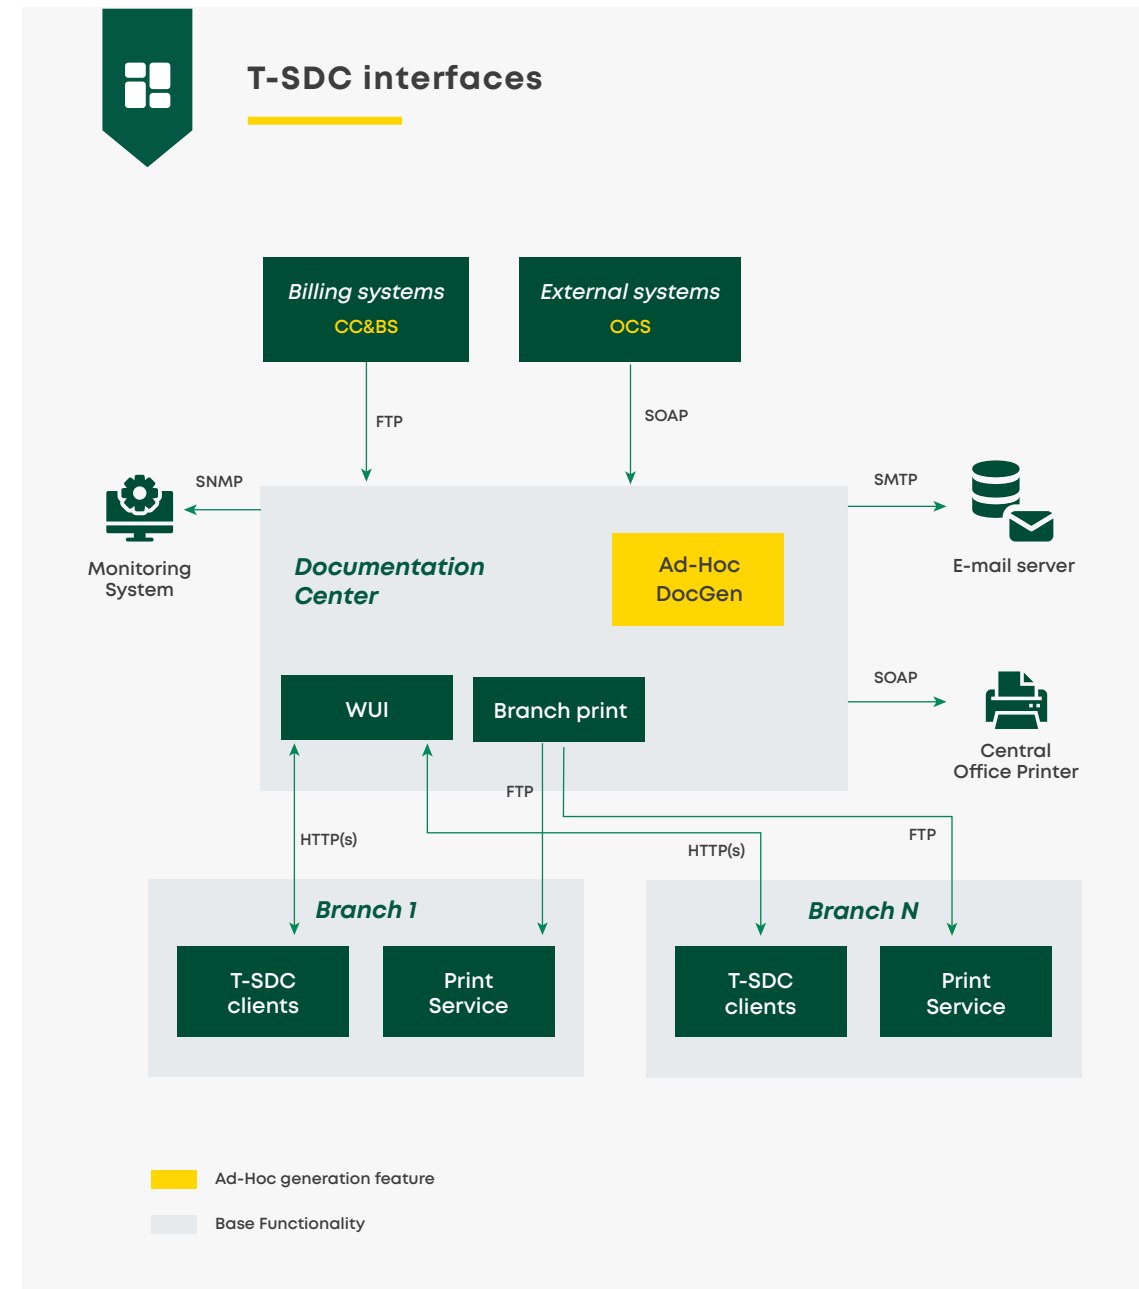 T-SDC interfaces
Billing systems
CC&BS
External systems
OCS
FTP
SOAP
SNMP
SMTP
Monitoring
System
E-mail server
Documentation
Center
Ad-Hoc
DocGen
SOAP
WUI
Branch print
Central
Office Printer
FTP
HTTP(s)
HTTP(s)
FTP
Branch 1
Branch N
T-SDC
clients
Print
Service
T-SDC
clients
Print
Service
Ad-Hoc generation feature
Base Functionality